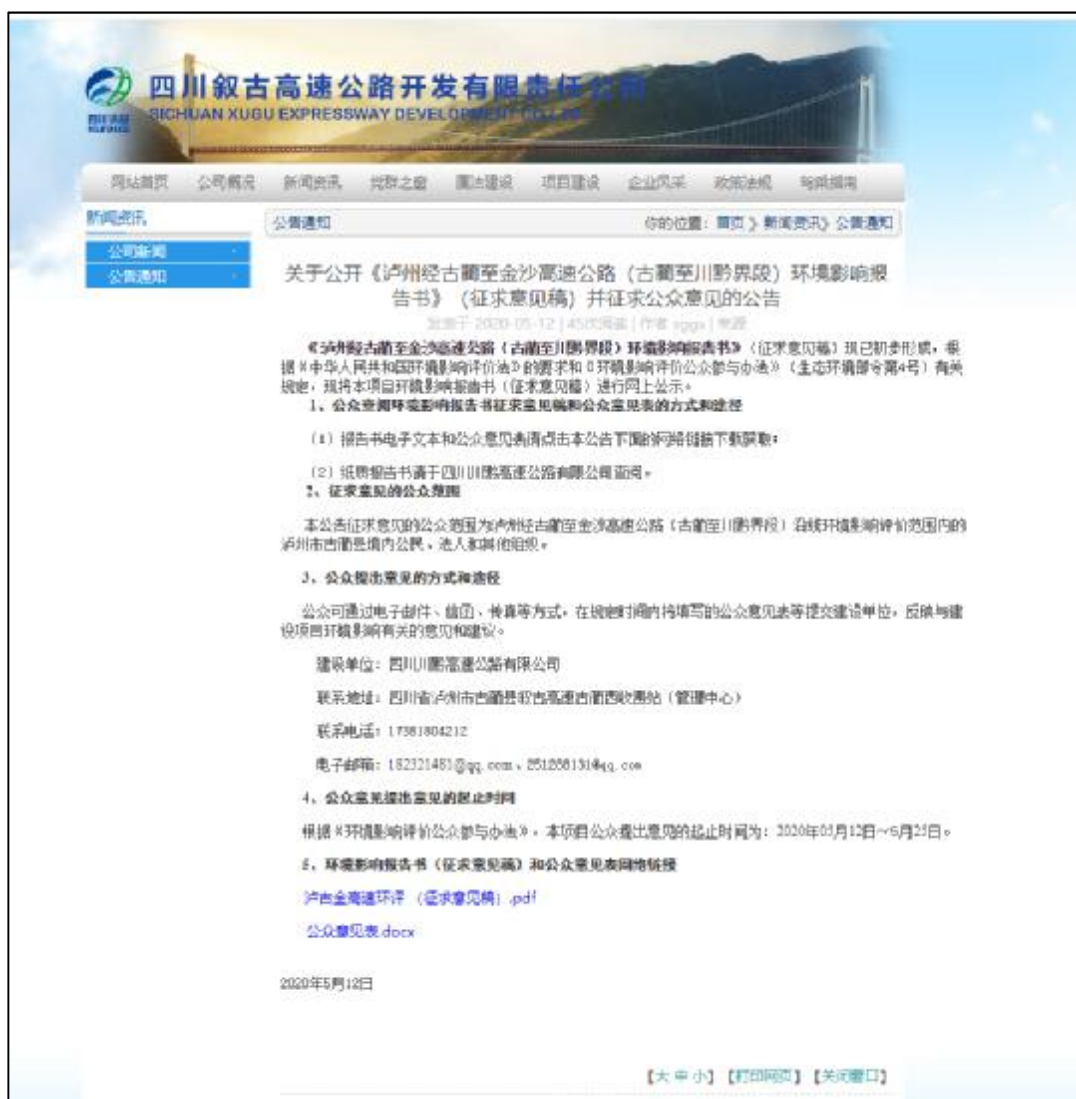 四川叙古高速公路开发有限责任公司
SICHUAN XUGU EXPRESSWAY DEVELOPMENT CO.,LTD
网站首页 公司概况 新闻资讯 党群之窗 廉洁建设 项目建设 企业风采 政策法规 招商指南
新闻资讯
公司新闻
公告通知
公告通知 你的位置：首页 》新闻资讯》公告通知
关于公开《泸州经古蔺至金沙高速公路（古蔺至川黔界段）环境影响报
告书》（征求意见稿）并征求公众意见的公告
发表于 2020-05-12 | 作者 xggs | 来源
《泸州经古蔺至金沙高速公路（古蔺至川黔界段）环境影响报告书》（征求意见稿）现已初步形成，根
据《中华人民共和国环境影响评价法》的要求和《环境影响评价公众参与办法》（生态环境部令第4号）有关
规定，现将本项目环境影响报告书（征求意见稿）进行网上公示。
1、公众查阅环境影响报告书征求意见稿和公众意见表的方式和途径
（1）报告书电子文本和公众意见表请点击本公告下面的网络链接下载获取；
（2）纸质报告书请于四川川黔高速公路有限公司查阅。
2、征求意见的公众范围
本公告征求意见的公众范围为泸州经古蔺至金沙高速公路（古蔺至川黔界段）沿线环境影响评价范围内的
泸州市古蔺县境内公民、法人和其他组织。
3、公众提出意见的方式和途径
公众可通过电子邮件、信函、传真等方式，在规定时间内将填写的公众意见表等提交建设单位，反映与建
设项目环境影响有关的意见和建议。
建设单位：四川川黔高速公路有限公司
联系地址：四川省泸州市古蔺县叙古高速古蔺西收费站（管理中心）
联系电话：17381804212
电子邮箱：182321481@qq.com、251288131@qq.com
4、公众意见提出意见的起止时间
根据《环境影响评价公众参与办法》，本项目公众提出意见的起止时间为：2020年05月12日～5月25日。
5、环境影响报告书（征求意见稿）和公众意见表网络链接
泸古金高速环评 （征求意见稿）.pdf
公众意见表.docx
2020年5月12日
【大 中 小】【打印网页】【关闭窗口】